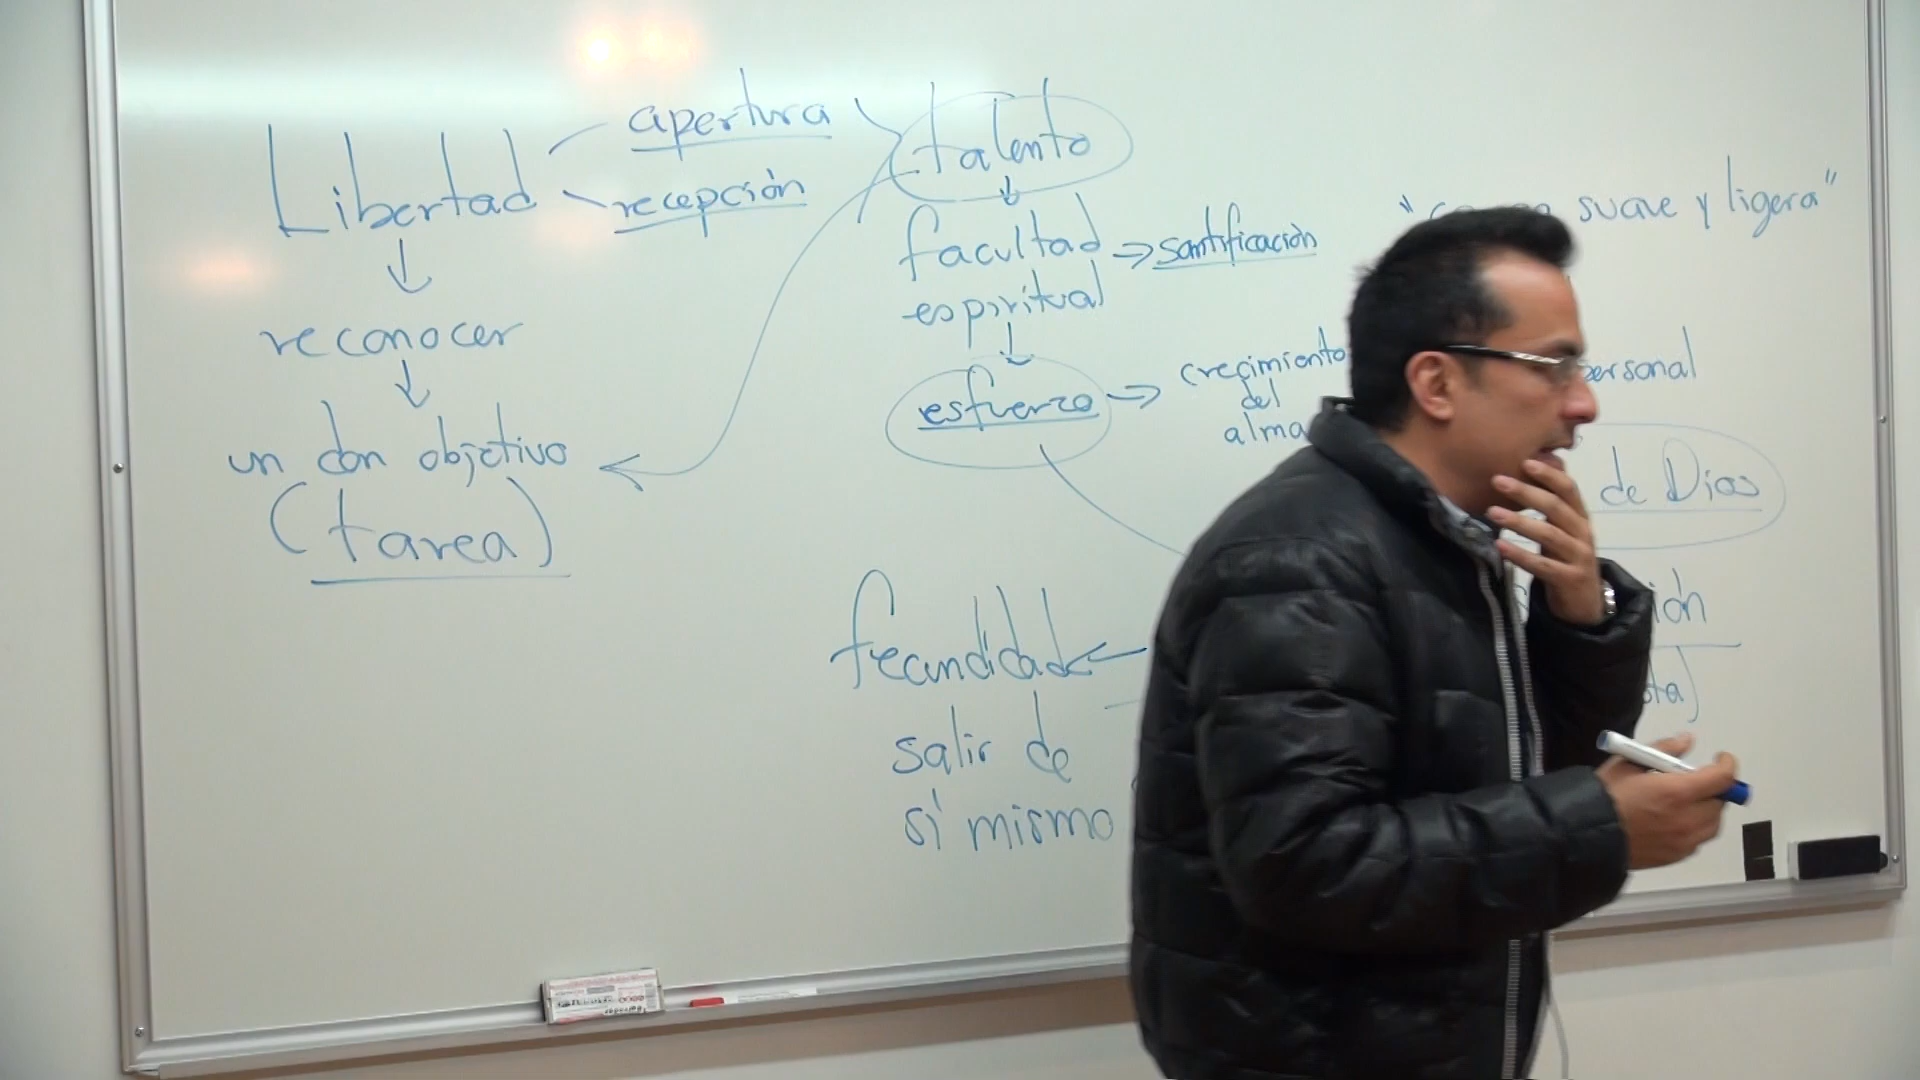 Libertad
apertura
recepción
reconocer
un don objetivo
(tarea)
talento
facultad
espiritual
santificación
esfuerzo
crecimiento
del
alma
fecundidad
salir de
sí mismo
suave y ligera"
personal
de Dios